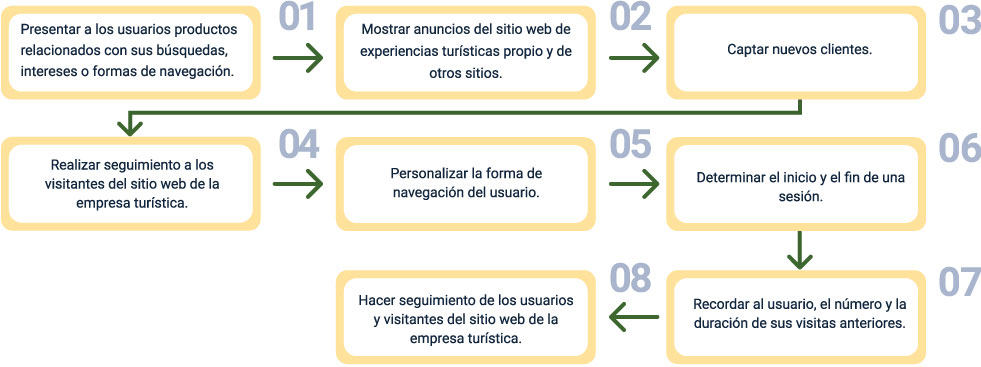 Presentar a los usuarios productos
relacionados con sus búsquedas,
intereses o formas de navegación.
01
Mostrar anuncios del sitio web de
experiencias turísticas propio y de
otros sitios.
02
Captar nuevos clientes.
03
Realizar seguimiento a los
visitantes del sitio web de la
empresa turística.
04
Personalizar la forma de
navegación del usuario.
05
Determinar el inicio y el fin de una
sesión.
06
Recordar al usuario, el número y la
duración de sus visitas anteriores.
07
Hacer seguimiento de los usuarios
y visitantes del sitio web de la
empresa turística.
08